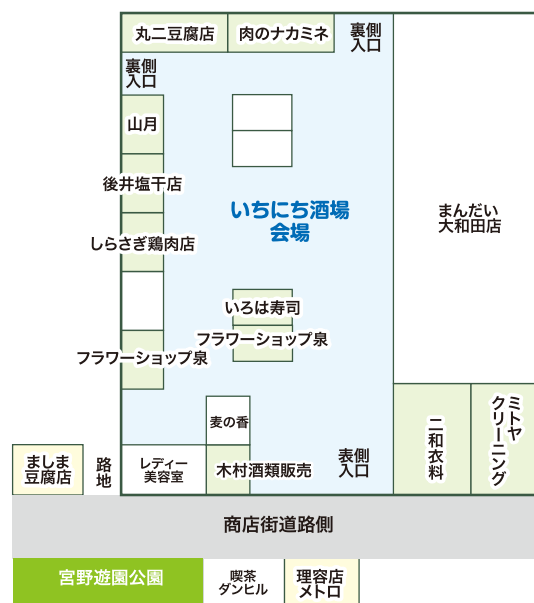 丸二豆腐店
肉のナカミネ
裏側
入口
裏側
入口
山月
後井塩干店
いちにち酒場
会場
まんだい
大和田店
しらさぎ鶏肉店
いろは寿司
フラワーショップ泉
フラワーショップ泉
麦の香
二和衣料
ミトヤ
クリーニング
ましま
豆腐店
路地
レディー
美容室
木村酒類販売
表側
入口
商店街道路側
宮野遊園公園
喫茶
ダンヒル
理容店
メトロ